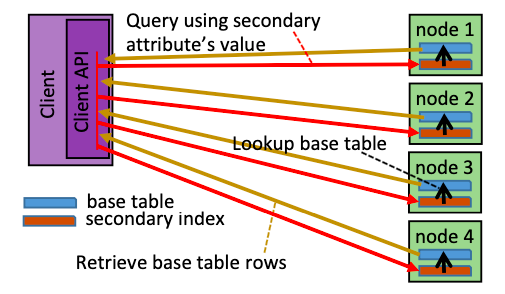 Query using secondary
attribute's value
node 1
Client
Client API
node 2
Lookup base table
node 3
base table
secondary index
node 4
Retrieve base table rows